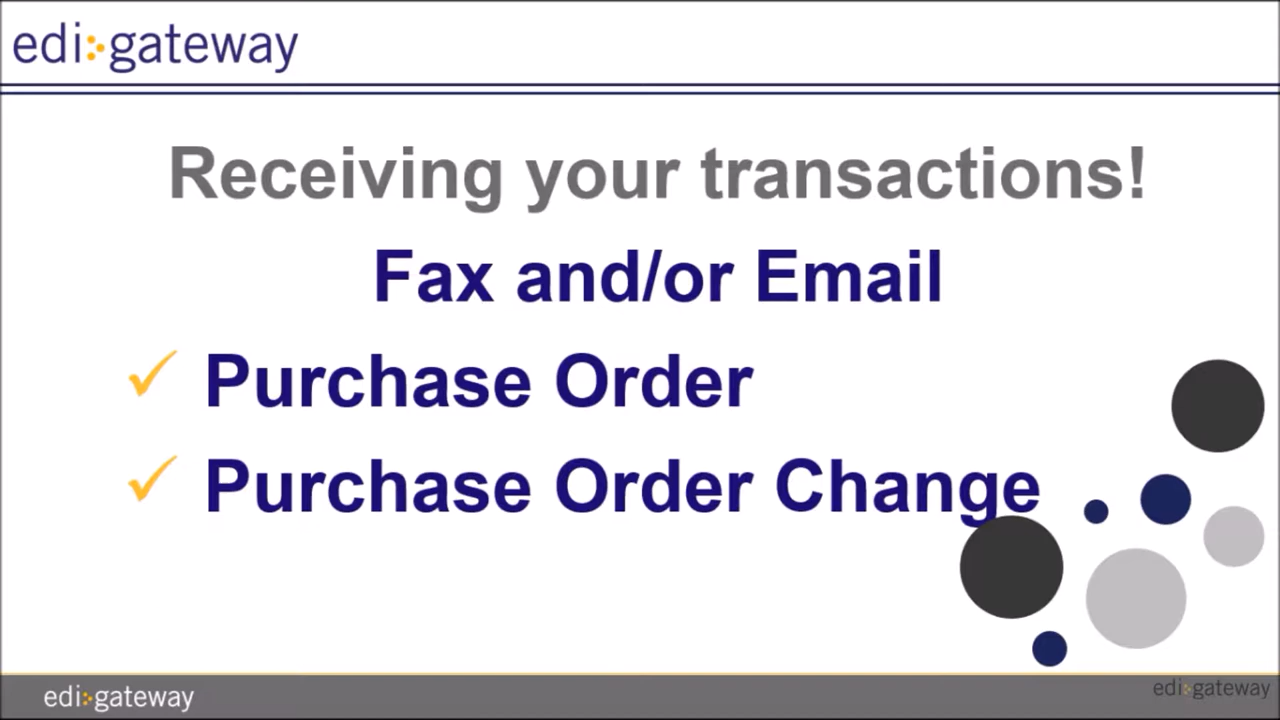 edi gateway
Receiving your transactions!
Fax and/or Email
✓ Purchase Order
✓ Purchase Order Change
edi gateway
edi gateway